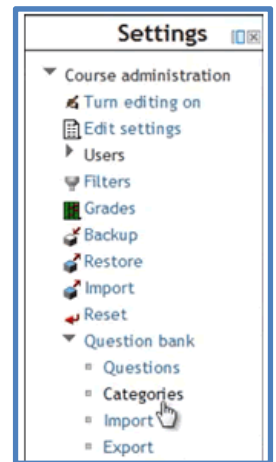 Settings
Course administration
Turn editing on
Edit settings
Users
Filters
Grades
Backup
Restore
Import
Reset
Question bank
Questions
Categories
Import
Export